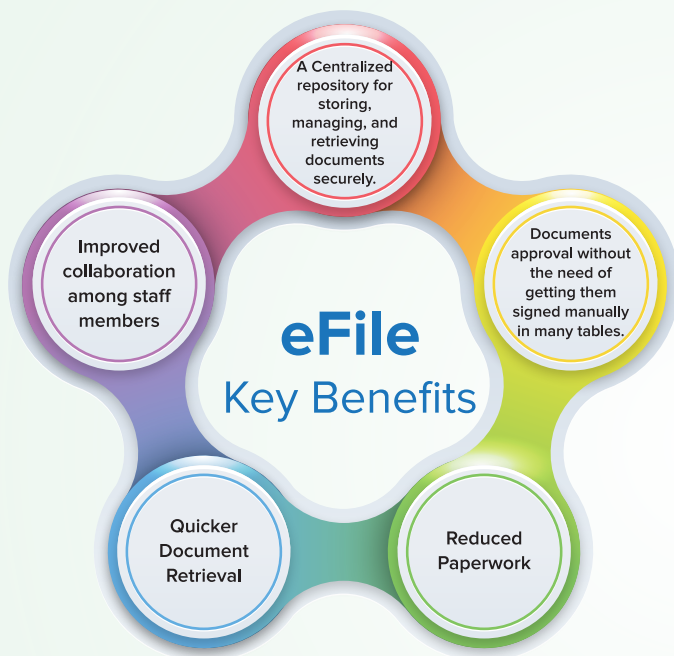 A Centralized
repository for
storing,
managing, and
retrieving
documents
securely.
Documents
approval without
the need of
getting them
signed manually
in many tables.
Reduced
Paperwork
Quicker
Document
Retrieval
Improved
collaboration
among staff
members
eFile
Key Benefits